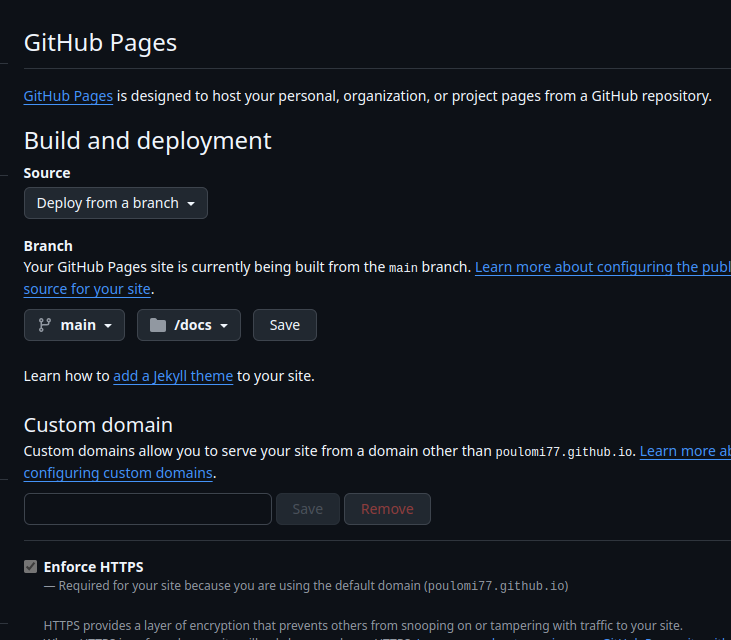 GitHub Pages
GitHub Pages is designed to host your personal, organization, or project pages from a GitHub repository.
Build and deployment
Source
Deploy from a branch
Branch
Your GitHub Pages site is currently being built from the main branch. Learn more about configuring the publ
source for your site.
main /docs Save
Learn how to add a Jekyll theme to your site.
Custom domain
Custom domains allow you to serve your site from a domain other than poulomi77.github.io. Learn more ab
configuring custom domains.
Save Remove
Enforce HTTPS
— Required for your site because you are using the default domain (poulomi77.github.io)
HTTPS provides a layer of encryption that prevents others from snooping on or tampering with traffic to your site.